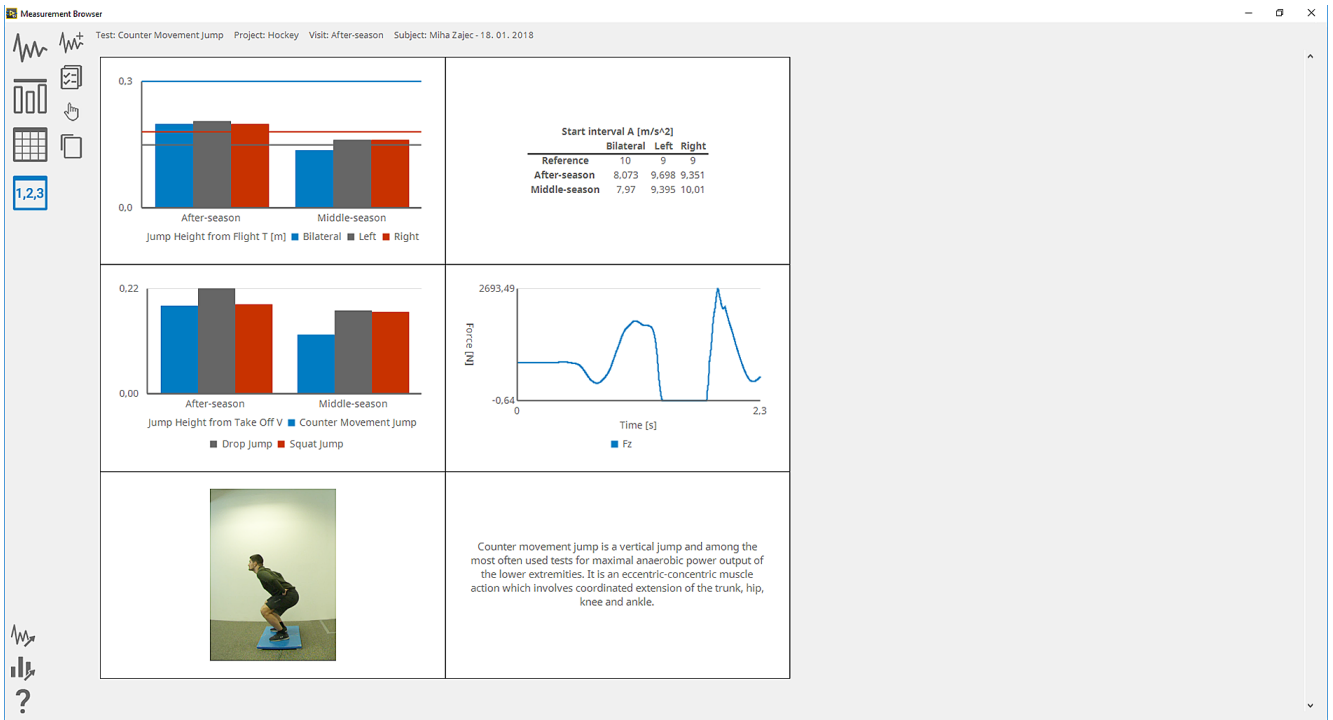 Measurement Browser
Test: Counter Movement Jump Project: Hockey Visit: After-season Subject: Miha Zajec - 18. 01. 2018
1,2,3
0,3
0,0
After-season Middle-season
Jump Height from Flight T [m] Bilateral Left Right
Start interval A [m/s^2]
Bilateral Left Right
Reference 10 9 9
After-season 8,073 9,698 9,351
Middle-season 7,97 9,395 10,01
0,22
0,00
After-season Middle-season
Jump Height from Take Off V Counter Movement Jump
Drop Jump Squat Jump
2693,49
Force [N]
-0,64
0 2,3
Time [s]
Fz
Counter movement jump is a vertical jump and among the
most often used tests for maximal anaerobic power output of
the lower extremities. It is an eccentric-concentric muscle
action which involves coordinated extension of the trunk, hip,
knee and ankle.
?